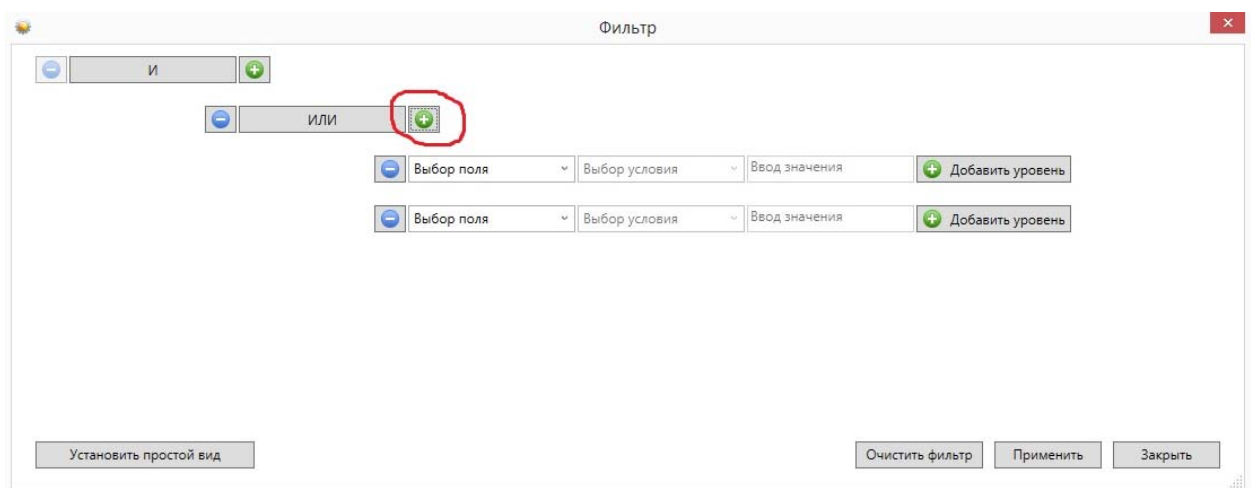 Фильтр
И
ИЛИ
Выбор поля Выбор условия Ввод значения Добавить уровень
Выбор поля Выбор условия Ввод значения Добавить уровень
Установить простой вид Очистить фильтр Применить Закрыть